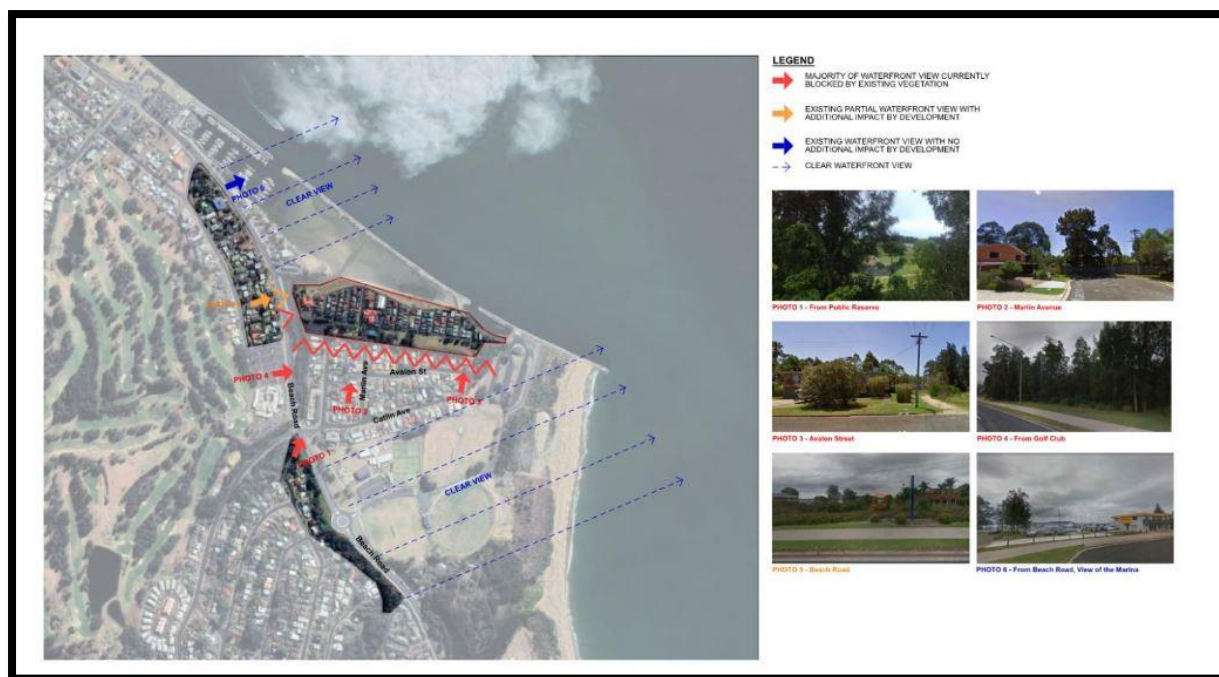 LEGEND
MAJORITY OF WATERFRONT VIEW CURRENTLY
BLOCKED BY EXISTING VEGETATION
EXISTING PARTIAL WATERFRONT VIEW WITH
ADDITIONAL IMPACT BY DEVELOPMENT
EXISTING WATERFRONT VIEW WITH NO
ADDITIONAL IMPACT BY DEVELOPMENT
CLEAR WATERFRONT VIEW
PHOTO 6
CLEAR VIEW
PHOTO 4
Beach Road
Marlin Ave
Avalon St
PHOTO 2
PHOTO 3
Catlin Ave
PHOTO 1
CLEAR VIEW
Beach Road
PHOTO 1 - From Public Reserve
PHOTO 2 - Marlin Avenue
PHOTO 3 - Avalon Street
PHOTO 4 - From Golf Club
PHOTO 5 - Beach Road
PHOTO 6 - From Beach Road, View of the Marina